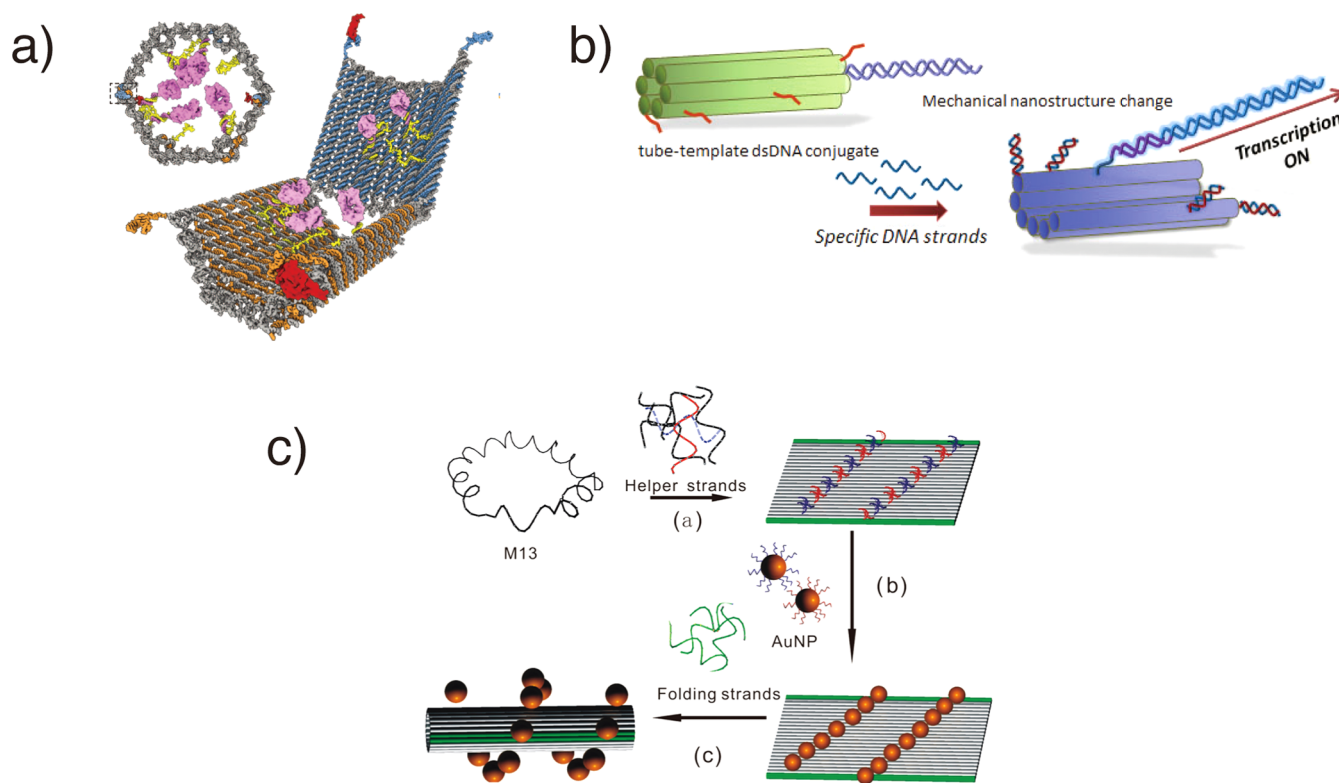 a)
b)
Mechanical nanostructure change
tube-template dsDNA conjugate
Transcription
ON
Specific DNA strands
c)
Helper strands
(a)
M13
(b)
AuNP
Folding strands
(c)